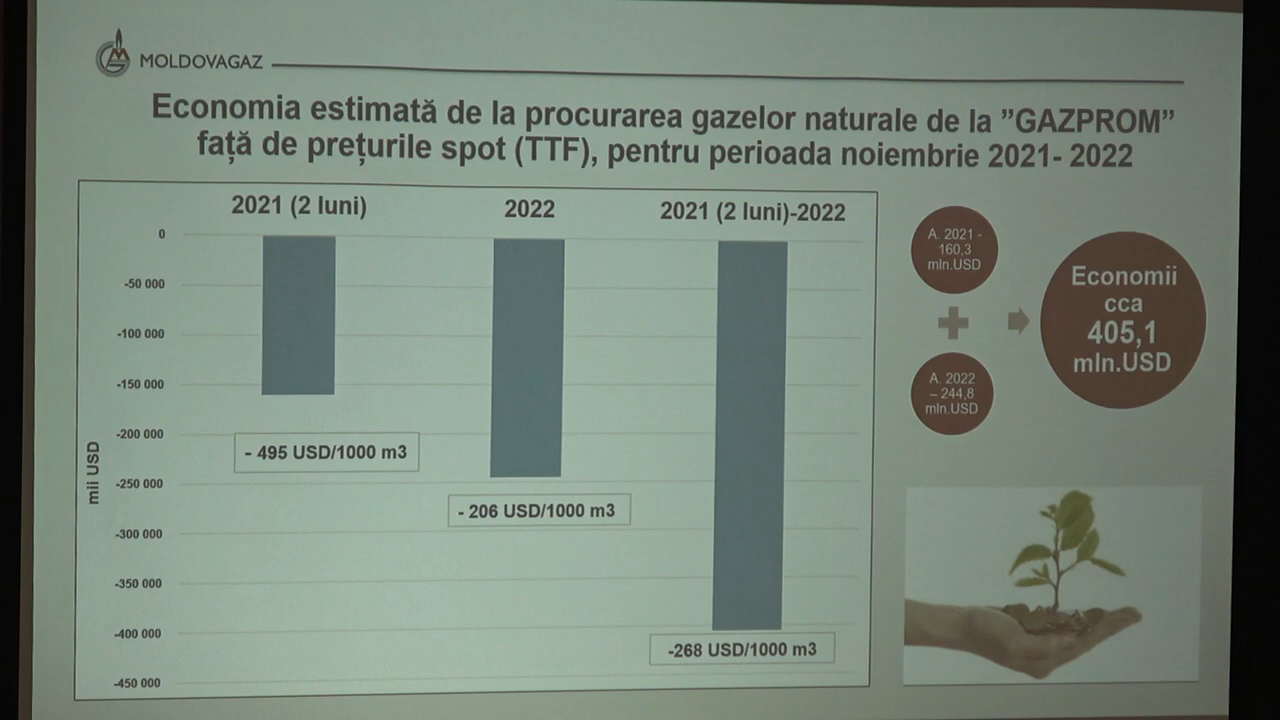 MOLDOVAGAZ
Economia estimată de la procurarea gazelor naturale de la ”GAZPROM”
față de prețurile spot (TTF), pentru perioada noiembrie 2021- 2022
2021 (2 luni)
2022
2021 (2 luni)-2022
0
-50 000
-100 000
-150 000
-200 000
-250 000
-300 000
-350 000
-400 000
-450 000
mii USD
- 495 USD/1000 m3
- 206 USD/1000 m3
-268 USD/1000 m3
A. 2021 -
160,3
mln.USD
A. 2022
– 244,8
mln.USD
Economii
cca
405,1
mln.USD